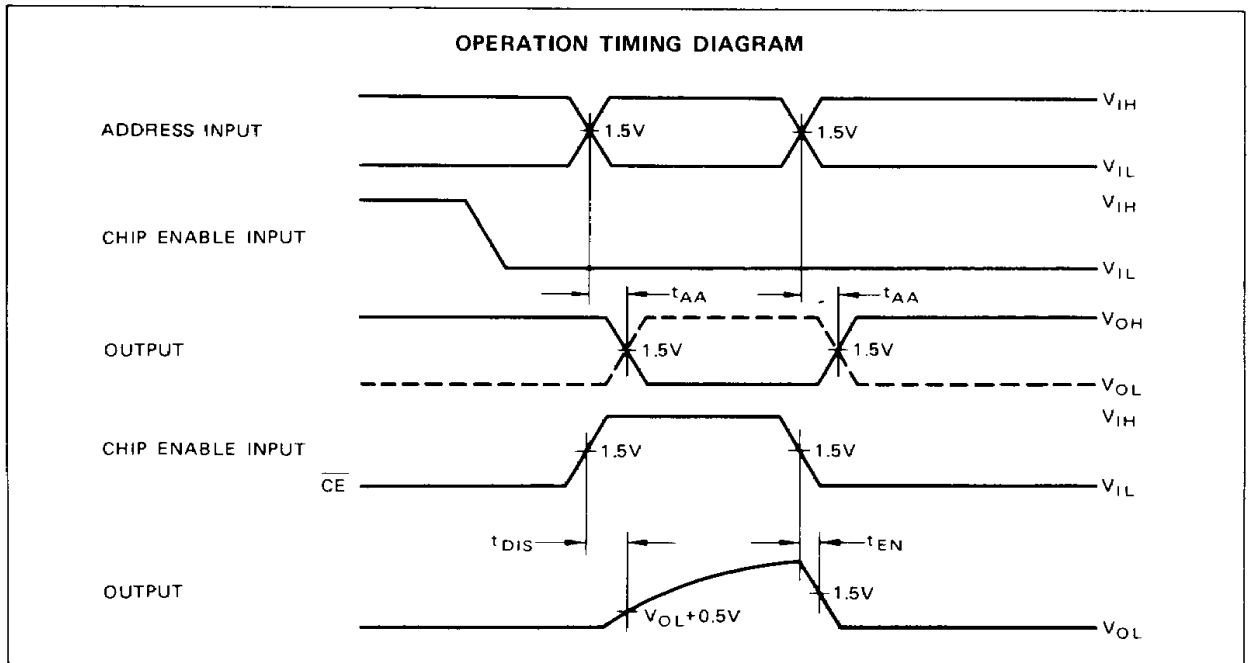 OPERATION TIMING DIAGRAM
VIH
ADDRESS INPUT
1.5V
1.5V
VIL
VIH
CHIP ENABLE INPUT
VIL
tAA
tAA
VOH
OUTPUT
1.5V
1.5V
VOL
VIH
CHIP ENABLE INPUT
1.5V
1.5V
CE
VIL
tDIS
tEN
OUTPUT
1.5V
VOL+0.5V
VOL